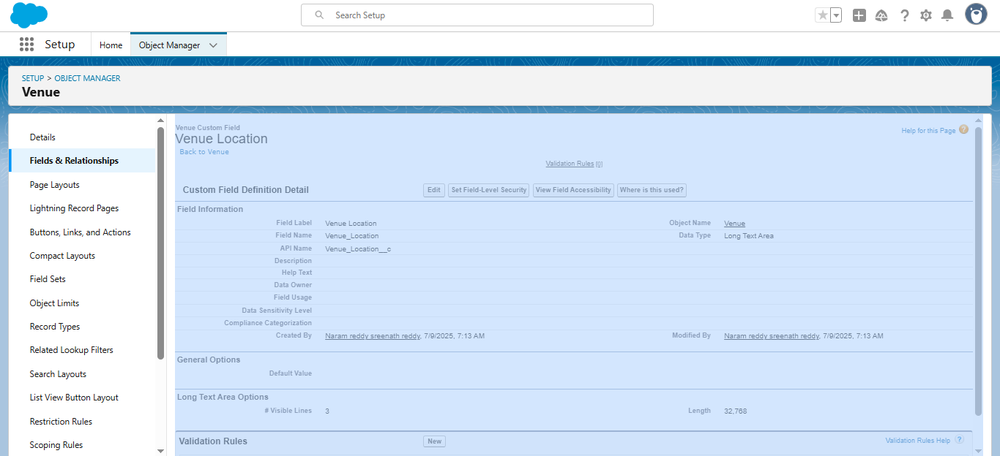 Search Setup
Setup
Home
Object Manager
SETUP > OBJECT MANAGER
Venue
Details
Fields & Relationships
Page Layouts
Lightning Record Pages
Buttons, Links, and Actions
Compact Layouts
Field Sets
Object Limits
Record Types
Related Lookup Filters
Search Layouts
List View Button Layout
Restriction Rules
Scoping Rules
Venue Custom Field
Venue Location
Back to Venue
Help for this Page ?
Validation Rules [0]
Custom Field Definition Detail Edit Set Field-Level Security View Field Accessibility Where is this used?
Field Information
Field Label Venue Location Object Name Venue
Field Name Venue_Location Data Type Long Text Area
API Name Venue_Location__c
Description
Help Text
Data Owner
Field Usage
Data Sensitivity Level
Compliance Categorization
Created By Naram reddy sreenath reddy, 7/9/2025, 7:13 AM Modified By Naram reddy sreenath reddy, 7/9/2025, 7:13 AM
General Options
Default Value
Long Text Area Options
# Visible Lines 3 Length 32,768
Validation Rules New Validation Rules Help ?